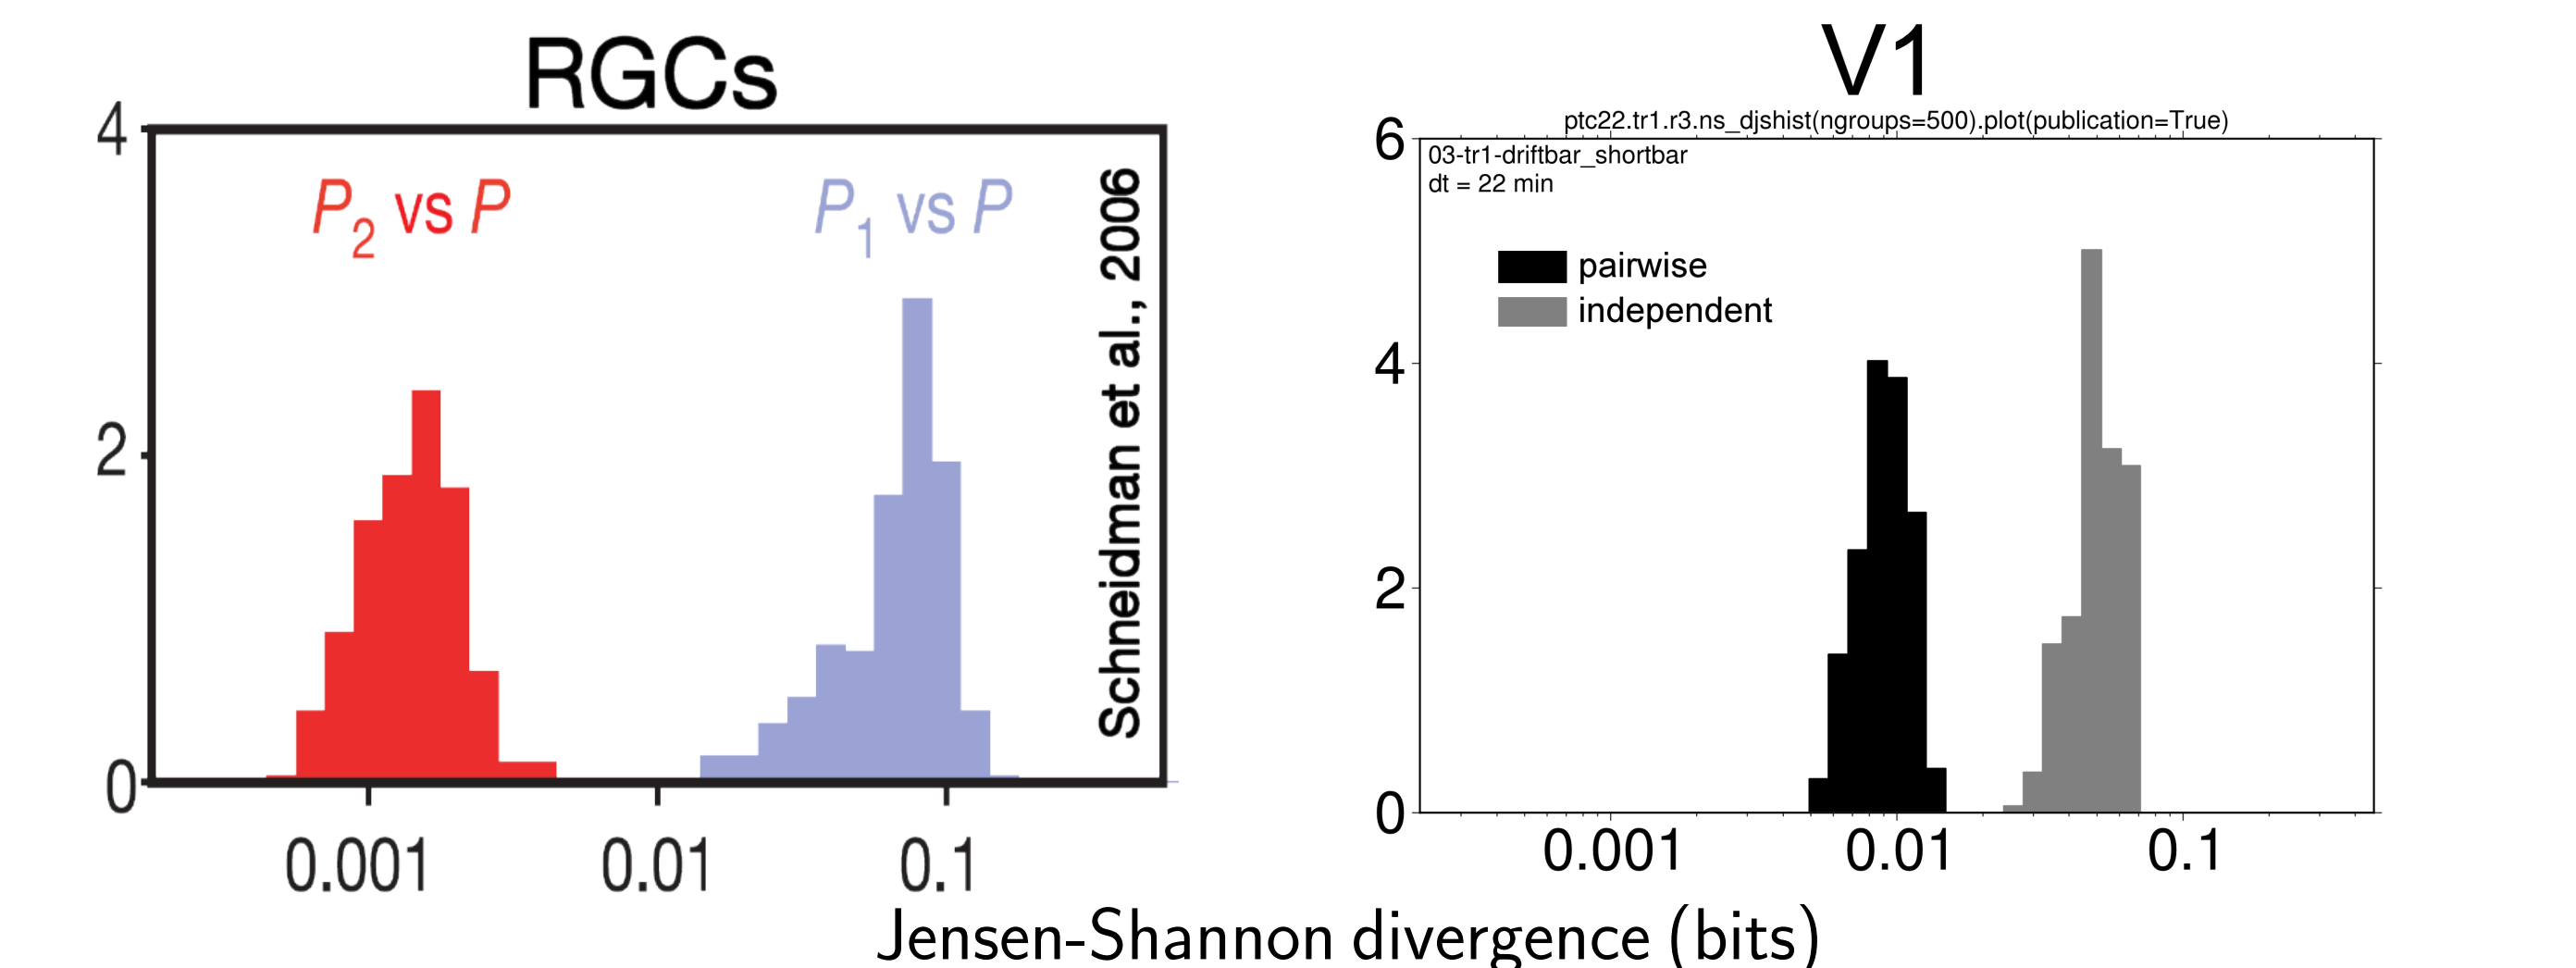 RGCs
4
2
0
P2 vs P
P1 vs P
Schneidman et al., 2006
0.001 0.01 0.1
V1
ptc22.tr1.r3.ns_djshist(ngroups=500).plot(publication=True)
6
4
2
0
03-tr1-driftbar_shortbar
dt = 22 min
pairwise
independent
0.001 0.01 0.1
Jensen-Shannon divergence (bits)